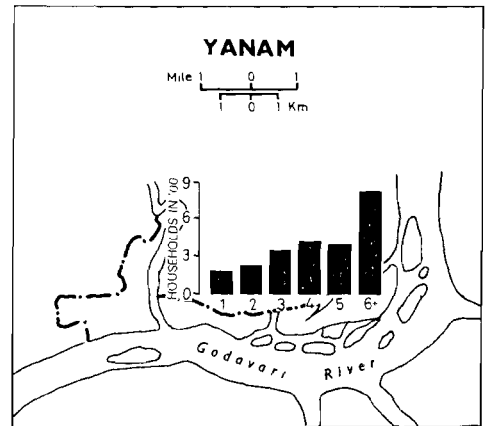 YANAM
Mile 1 0 1
1 0 1 Km
HOUSEHOLDS IN '00
9
6
3
0
1 2 3 4 5 6+
Godavari River